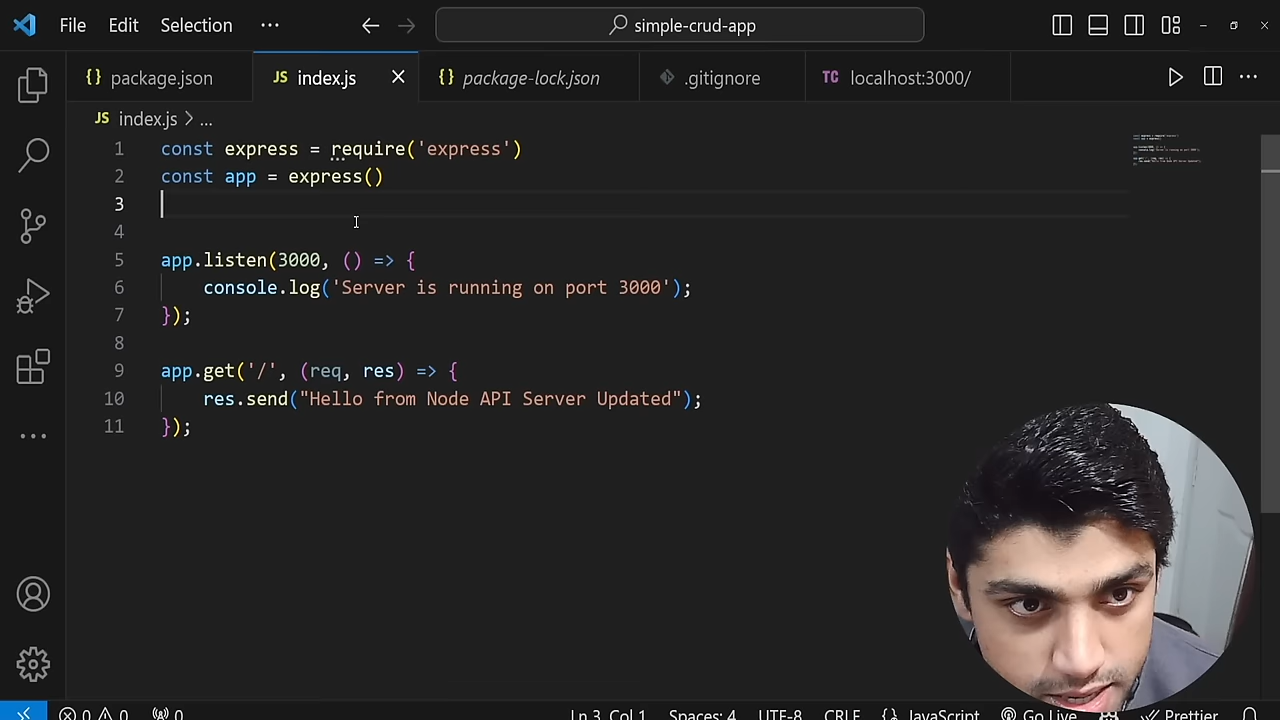 File Edit Selection ··· simple-crud-app
{} package.json JS index.js {} package-lock.json .gitignore TC localhost:3000/ ···
JS index.js > ...
1 const express = require('express')
2 const app = express()
3
4
5 app.listen(3000, () => {
6 console.log('Server is running on port 3000');
7 });
8
9 app.get('/', (req, res) => {
10 res.send("Hello from Node API Server Updated");
11 });
0 0 0 Ln 3, Col 1 Spaces: 4 UTF-8 CRLF {} JavaScript Go Live Prettier